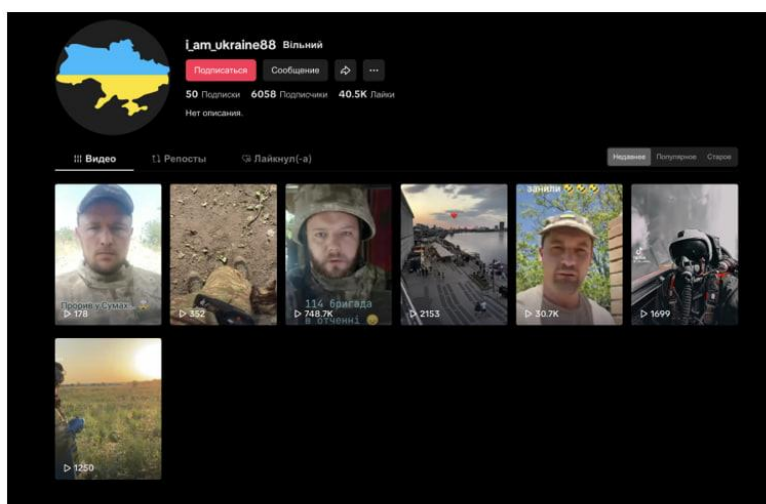 i_am_ukraine88 Вільний
Подписаться Сообщение
50 Подписки 6058 Подписчики 40.5K Лайки
Нет описания.
Видео Репосты Лайкнул(-а)
Недавнее Популярное Старое
Прорив у Сумах...
178
352
114 бригада
в отченні
748.7K
2153
занили
30.7K
1699
1250